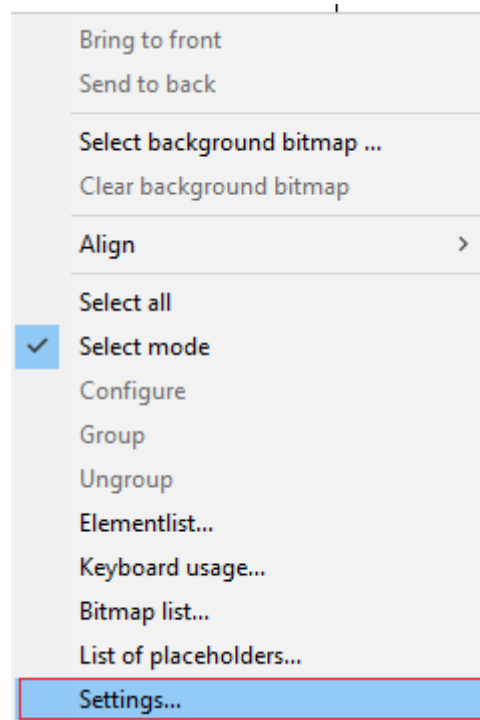 Bring to front
Send to back
Select background bitmap ...
Clear background bitmap
Align
Select all
Select mode
Configure
Group
Ungroup
Elementlist...
Keyboard usage...
Bitmap list...
List of placeholders...
Settings...